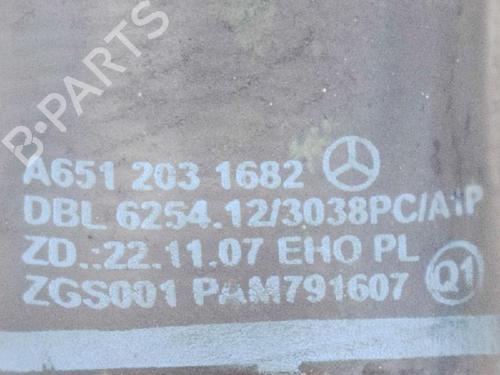 B-PARTS
A651 203 1682
DBL 6254.12/3038PC/A1P
ZD.:22.11.07 EHO PL
ZGS001 PAM791607 Q1